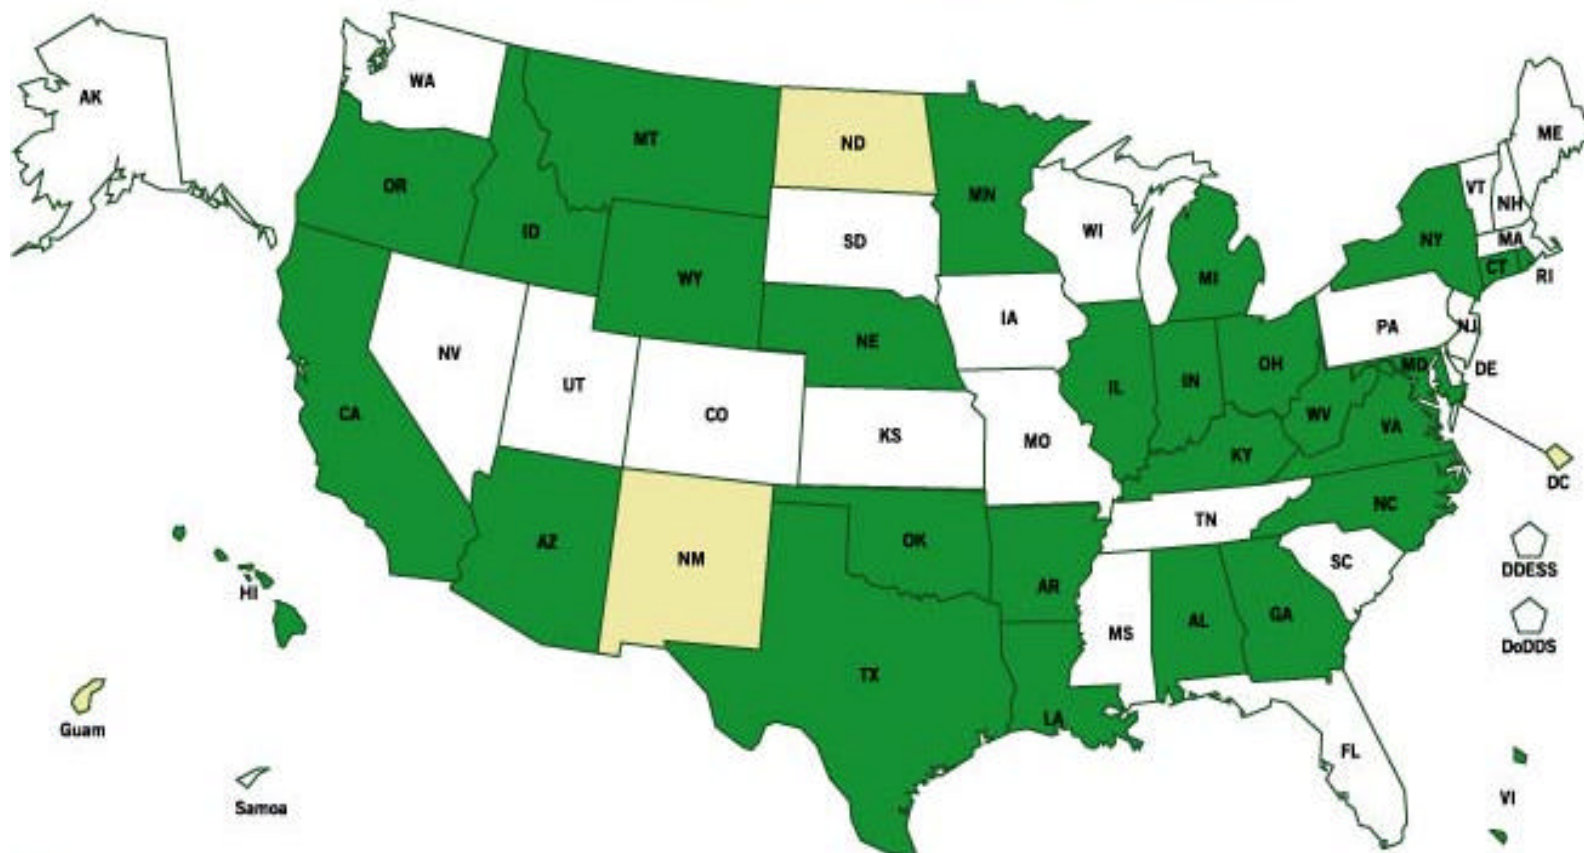 AK
WA
MT
ND
MN
ME
VT
NH
OR
ID
SD
WI
NY
MA
CT
RI
WY
MI
IA
PA
NJ
NV
NE
UT
CO
IL
IN
OH
MD
DE
CA
KS
MO
WV
VA
KY
DC
NC
TN
AZ
NM
OK
AR
SC
DDESS
HI
MS
AL
GA
DoDDS
TX
LA
Guam
FL
Samoa
VI